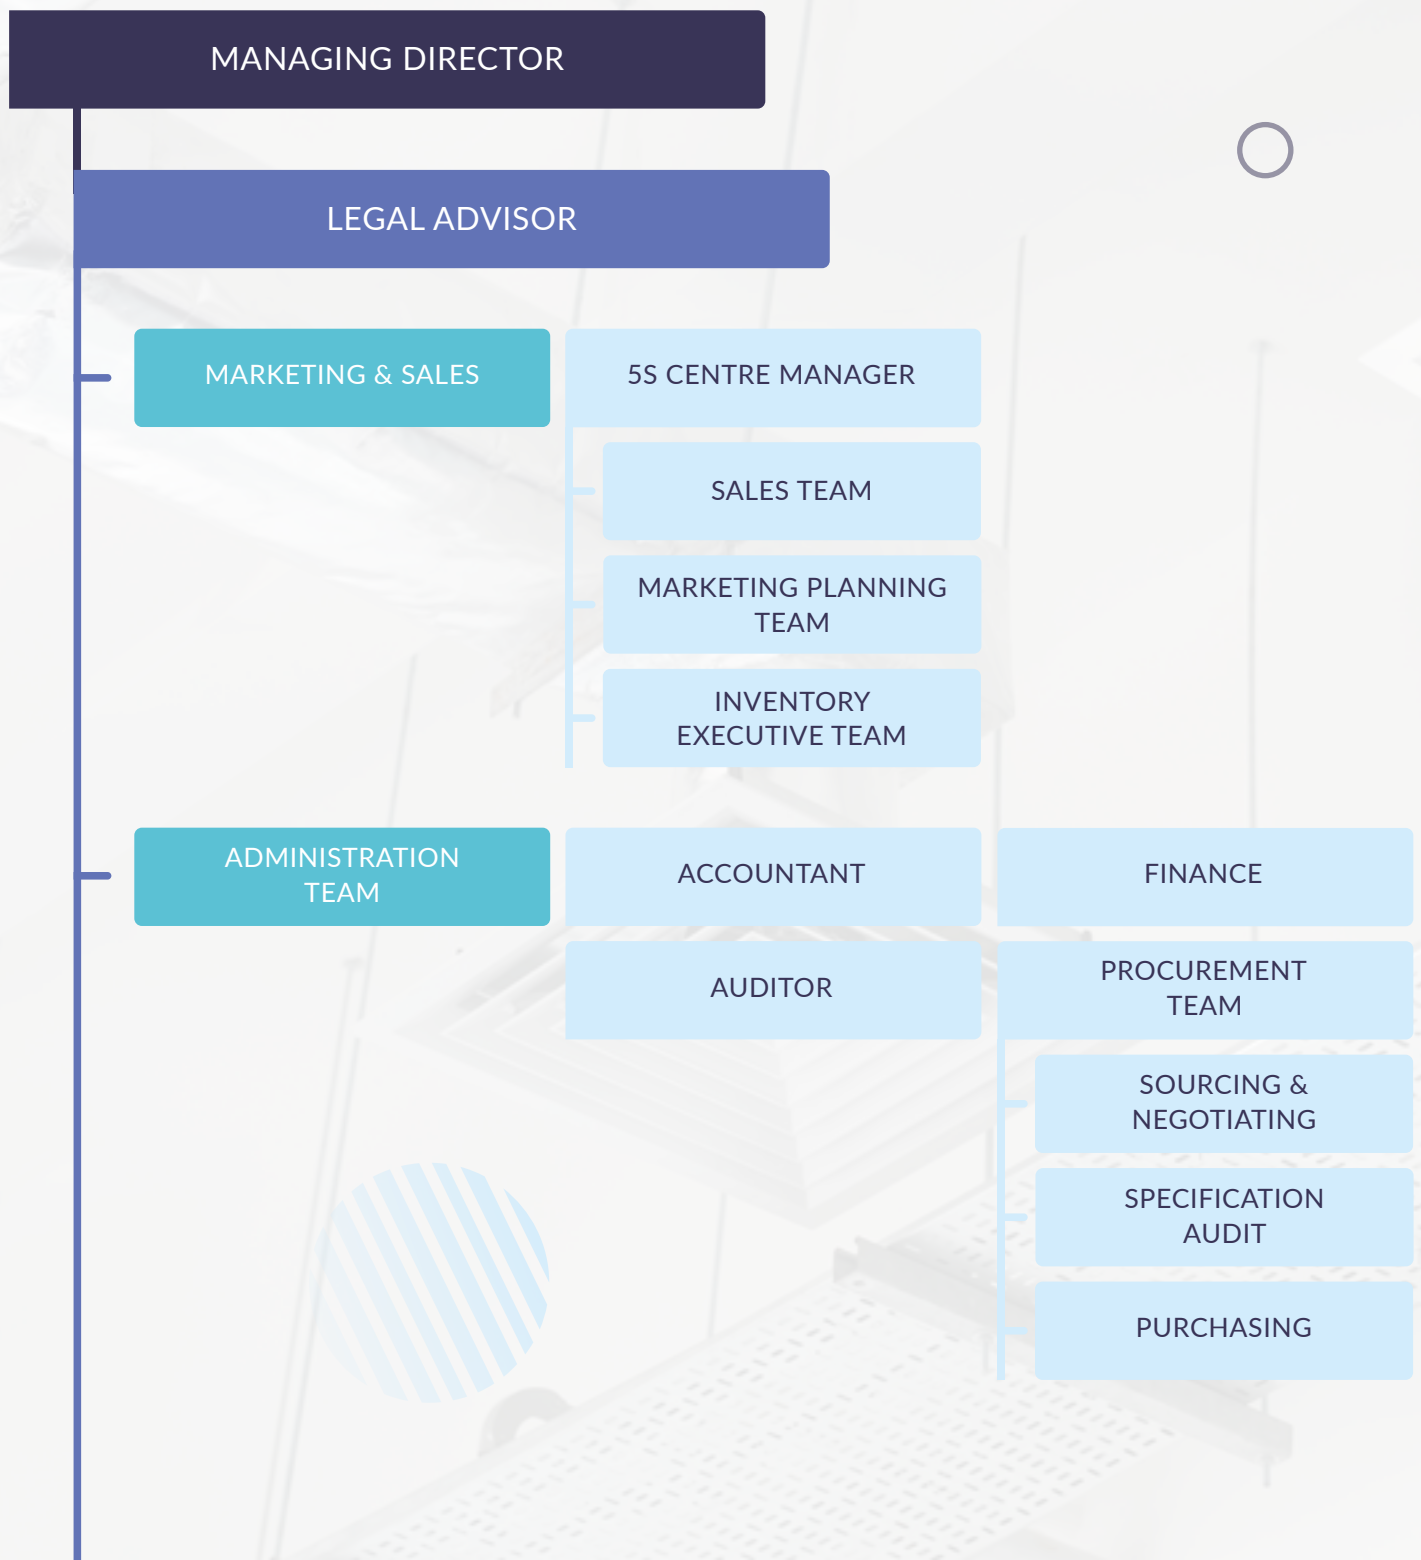 MANAGING DIRECTOR
LEGAL ADVISOR
MARKETING & SALES
5S CENTRE MANAGER
SALES TEAM
MARKETING PLANNING
TEAM
INVENTORY
EXECUTIVE TEAM
ADMINISTRATION
TEAM
ACCOUNTANT
FINANCE
AUDITOR
PROCUREMENT
TEAM
SOURCING &
NEGOTIATING
SPECIFICATION
AUDIT
PURCHASING